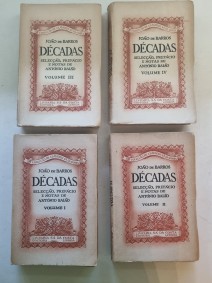 JOÃO DE BARROS
DÉCADAS
SELECÇÃO, PREFÁCIO
E NOTAS DE
ANTÓNIO BAIÃO
VOLUME III
JOÃO DE BARROS
DÉCADAS
SELECÇÃO, PREFÁCIO
E NOTAS DE
ANTÓNIO BAIÃO
VOLUME IV
JOÃO DE BARROS
DÉCADAS
SELECÇÃO, PREFÁCIO
E NOTAS DE
ANTÓNIO BAIÃO
VOLUME I
JOÃO DE BARROS
DÉCADAS
SELECÇÃO, PREFÁCIO
E NOTAS DE
ANTÓNIO BAIÃO
VOLUME II